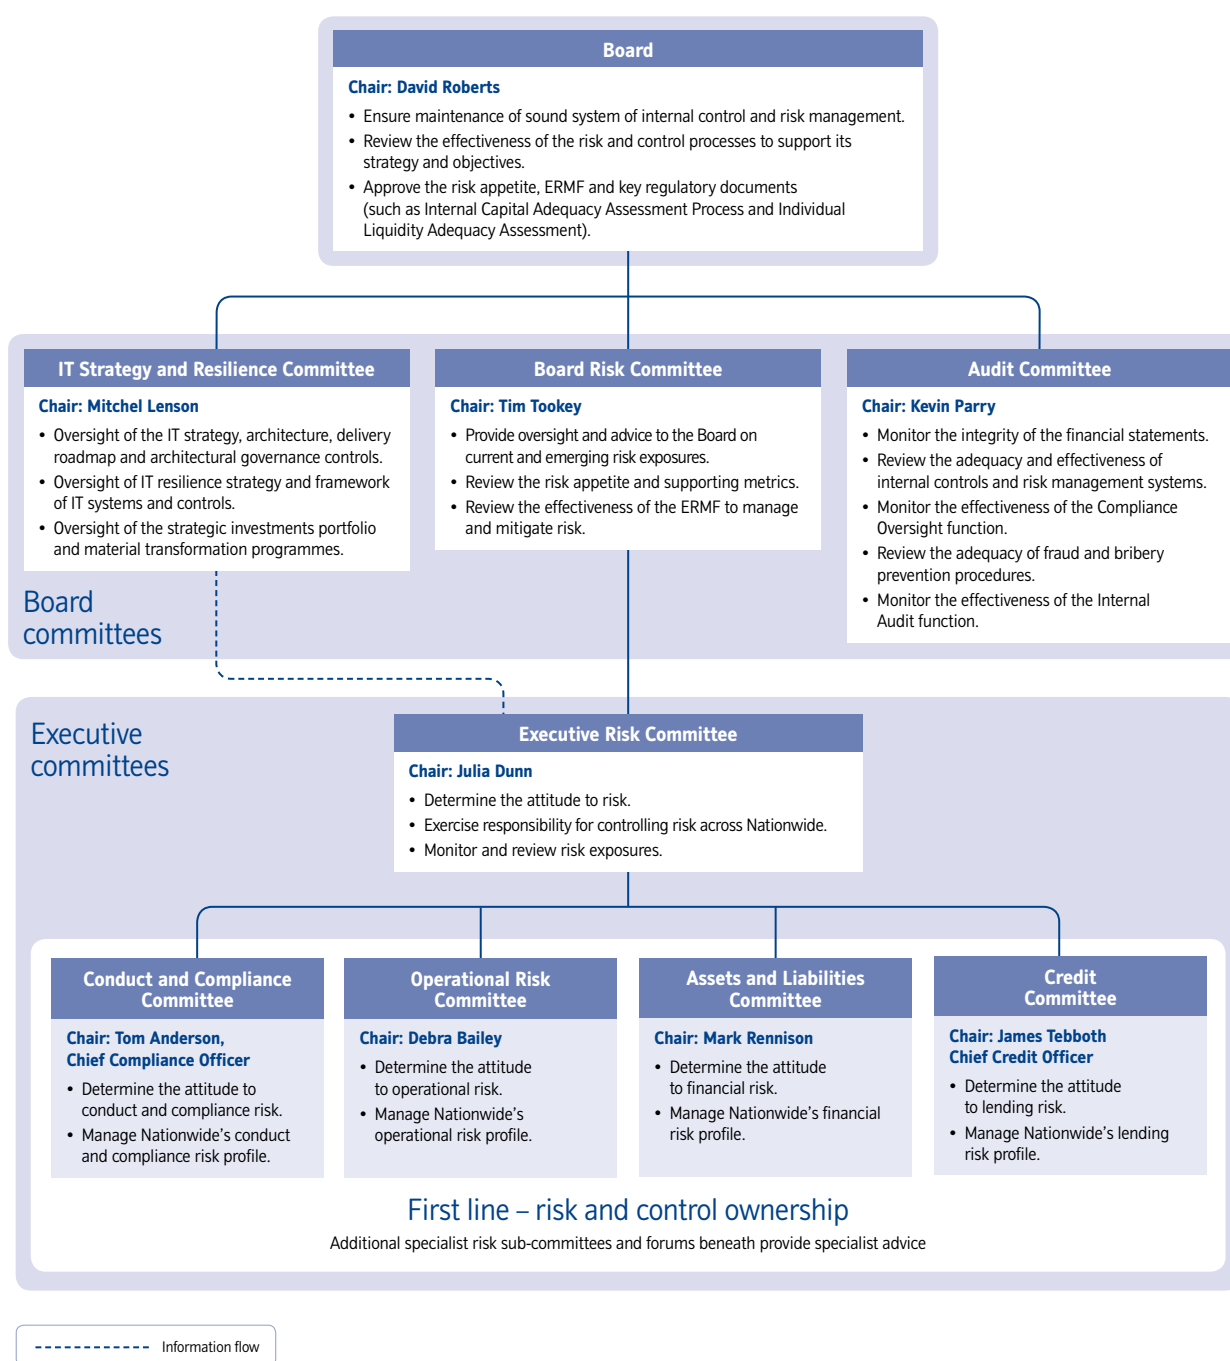 Board
Chair: David Roberts
• Ensure maintenance of sound system of internal control and risk management.
• Review the effectiveness of the risk and control processes to support its
strategy and objectives.
• Approve the risk appetite, ERMF and key regulatory documents
(such as Internal Capital Adequacy Assessment Process and Individual
Liquidity Adequacy Assessment).
IT Strategy and Resilience Committee
Chair: Mitchel Lenson
• Oversight of the IT strategy, architecture, delivery
roadmap and architectural governance controls.
• Oversight of IT resilience strategy and framework
of IT systems and controls.
• Oversight of the strategic investments portfolio
and material transformation programmes.
Board Risk Committee
Chair: Tim Tookey
• Provide oversight and advice to the Board on
current and emerging risk exposures.
• Review the risk appetite and supporting metrics.
• Review the effectiveness of the ERMF to manage
and mitigate risk.
Audit Committee
Chair: Kevin Parry
• Monitor the integrity of the financial statements.
• Review the adequacy and effectiveness of
internal controls and risk management systems.
• Monitor the effectiveness of the Compliance
Oversight function.
• Review the adequacy of fraud and bribery
prevention procedures.
• Monitor the effectiveness of the Internal
Audit function.
Board
committees
Executive
committees
Executive Risk Committee
Chair: Julia Dunn
• Determine the attitude to risk.
• Exercise responsibility for controlling risk across Nationwide.
• Monitor and review risk exposures.
Conduct and Compliance
Committee
Chair: Tom Anderson,
Chief Compliance Officer
• Determine the attitude to
conduct and compliance risk.
• Manage Nationwide's conduct
and compliance risk profile.
Operational Risk
Committee
Chair: Debra Bailey
• Determine the attitude
to operational risk.
• Manage Nationwide's
operational risk profile.
Assets and Liabilities
Committee
Chair: Mark Rennison
• Determine the attitude
to financial risk.
• Manage Nationwide's financial
risk profile.
Credit
Committee
Chair: James Tebboth
Chief Credit Officer
• Determine the attitude
to lending risk.
• Manage Nationwide's lending
risk profile.
First line – risk and control ownership
Additional specialist risk sub-committees and forums beneath provide specialist advice
Information flow